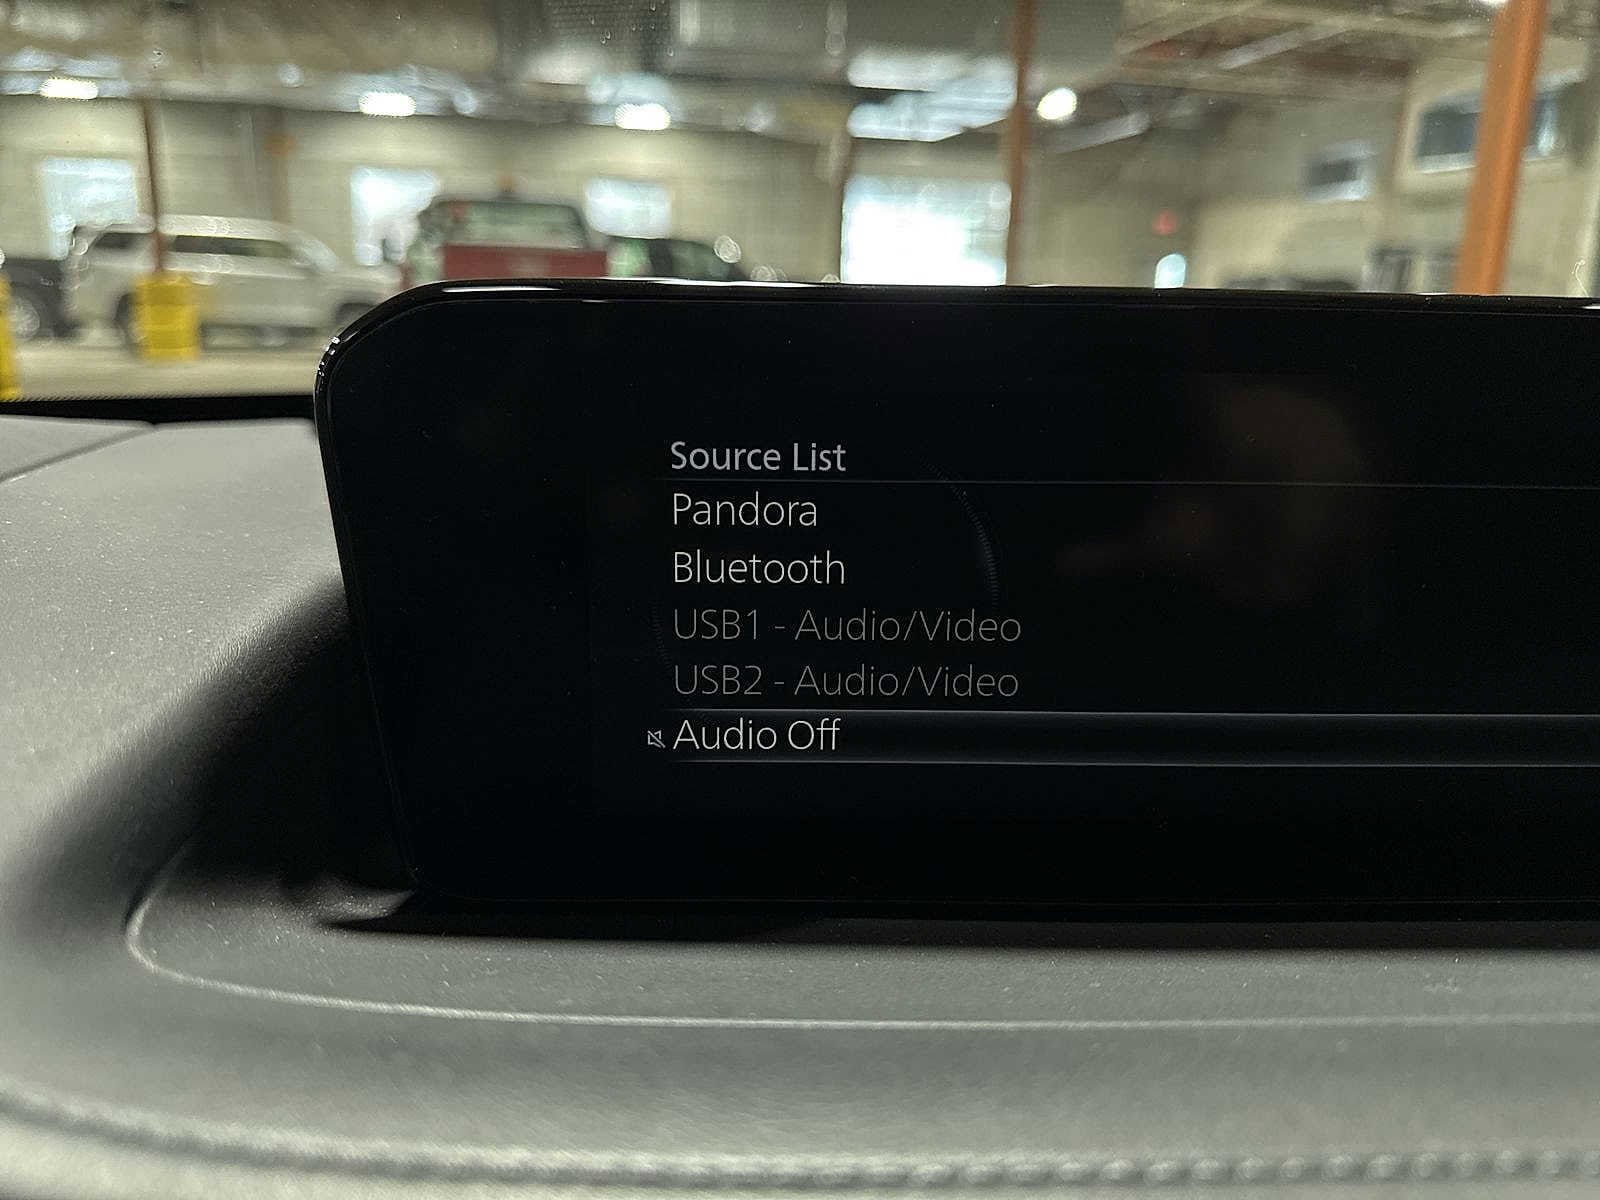 Source List
Pandora
Bluetooth
USB1 - Audio/Video
USB2 - Audio/Video
Audio Off